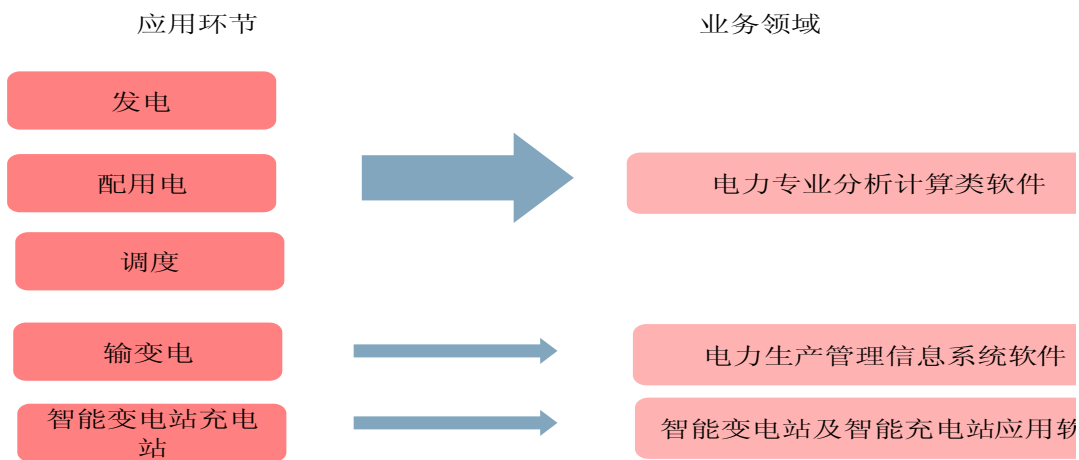 应用环节
业务领域
发电
配用电
电力专业分析计算类软件
调度
输变电
电力生产管理信息系统软件
智能变电站充电
站
智能变电站及智能充电站应用软